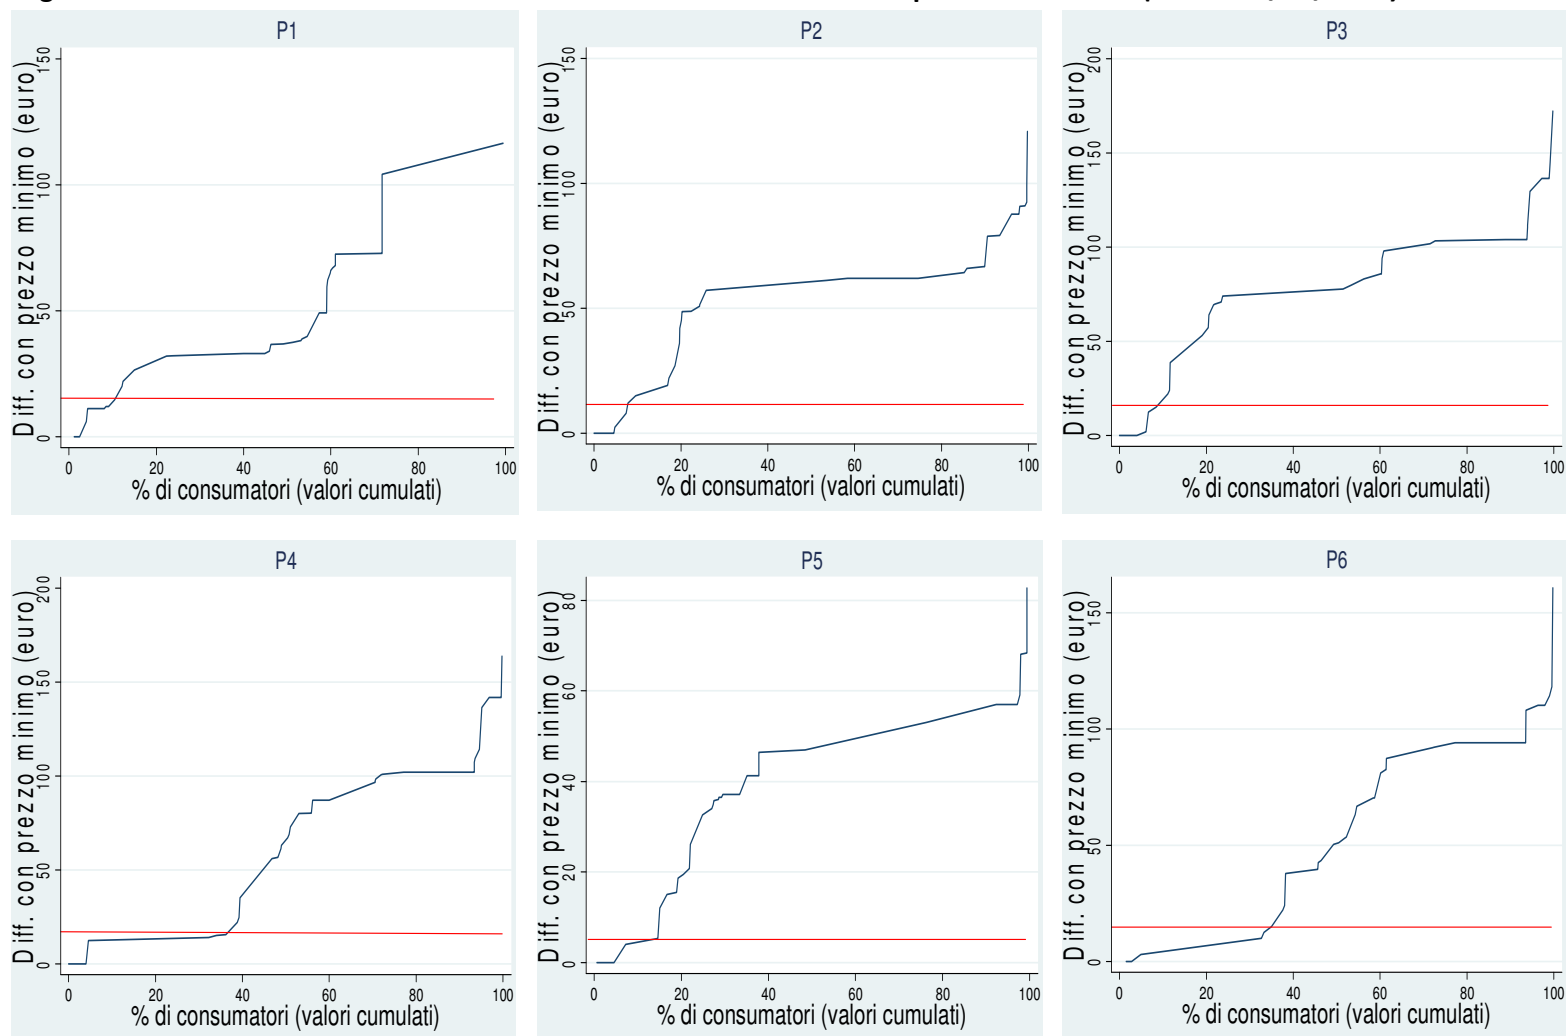 P1
Diff. con prezzo minimo (euro)
0 50 100 150
0 20 40 60 80 100
% di consumatori (valori cumulati)
P2
Diff. con prezzo minimo (euro)
0 50 100 150
0 20 40 60 80 100
% di consumatori (valori cumulati)
P3
Diff. con prezzo minimo (euro)
0 50 100 150 200
0 20 40 60 80 100
% di consumatori (valori cumulati)
P4
Diff. con prezzo minimo (euro)
0 50 100 150 200
0 20 40 60 80 100
% di consumatori (valori cumulati)
P5
Diff. con prezzo minimo (euro)
0 20 40 60 80
0 20 40 60 80 100
% di consumatori (valori cumulati)
P6
Diff. con prezzo minimo (euro)
0 50 100 150
0 20 40 60 80 100
% di consumatori (valori cumulati)